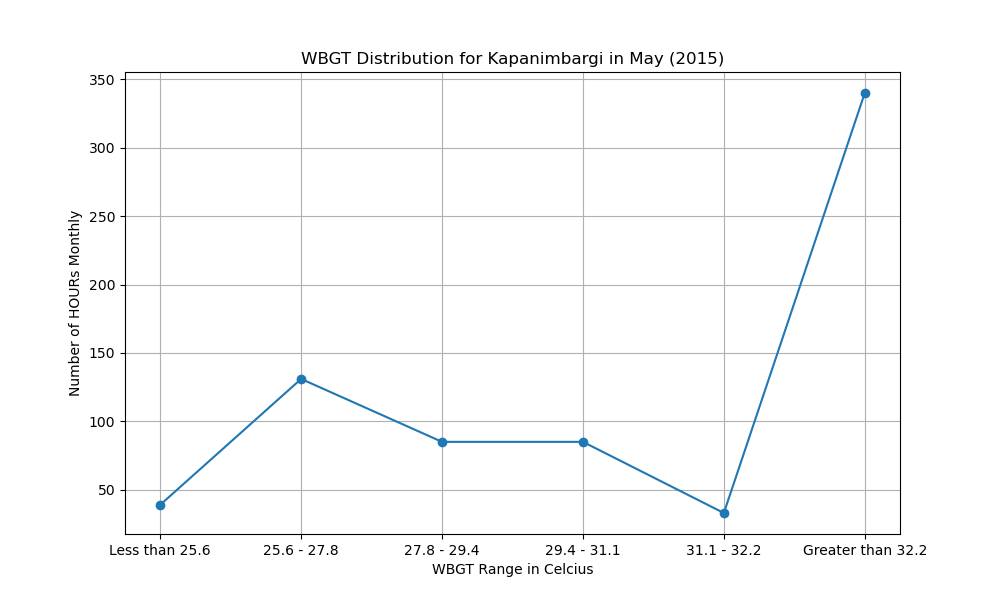 WBGT Distribution for Kapanimbargi in May (2015)
350
300
250
200
150
100
50
Number of HOURs Monthly
Less than 25.6
25.6 - 27.8
27.8 - 29.4
29.4 - 31.1
31.1 - 32.2
Greater than 32.2
WBGT Range in Celcius